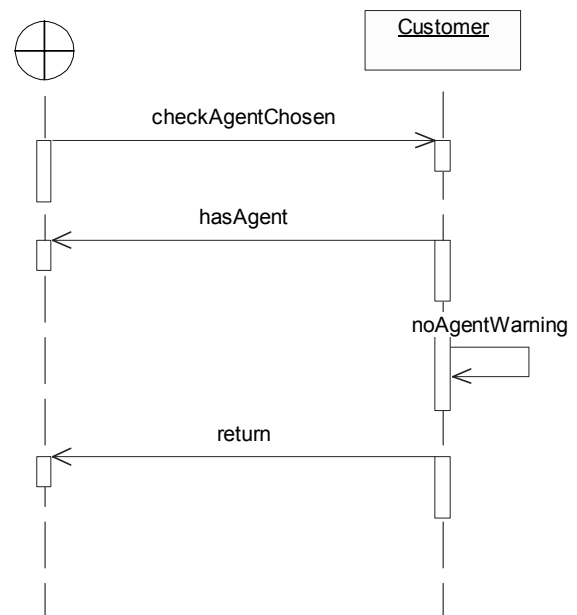 Customer
checkAgentChosen
hasAgent
noAgentWarning
return